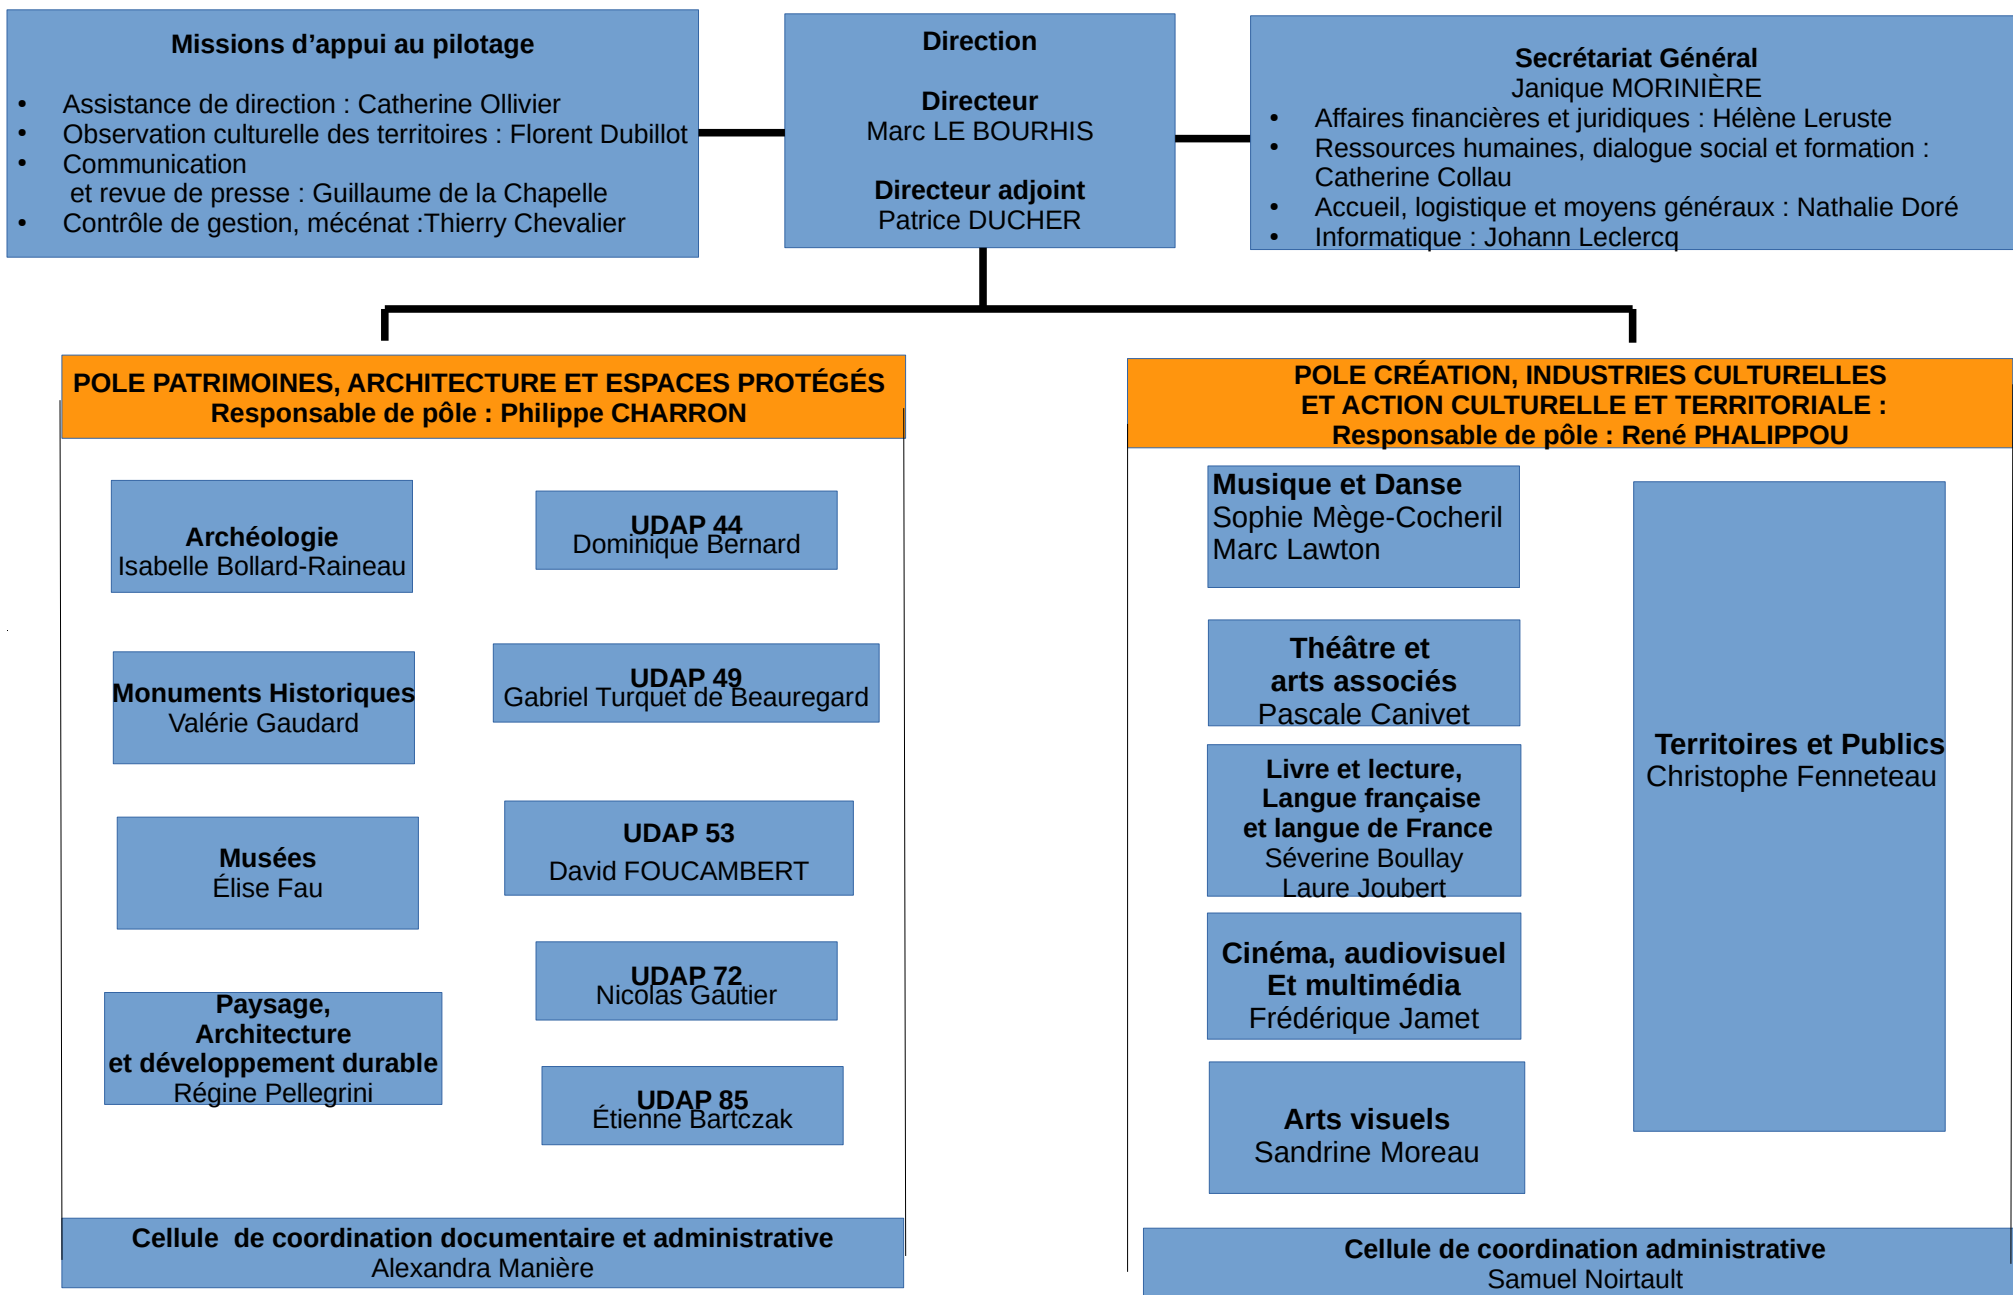 Missions d’appui au pilotage
• Assistance de direction : Catherine Ollivier
• Observation culturelle des territoires : Florent Dubillot
• Communication
et revue de presse : Guillaume de la Chapelle
• Contrôle de gestion, mécénat :Thierry Chevalier
Direction
Directeur
Marc LE BOURHIS
Directeur adjoint
Patrice DUCHER
Secrétariat Général
Janique MORINIÈRE
• Affaires financières et juridiques : Hélène Leruste
• Ressources humaines, dialogue social et formation :
Catherine Collau
• Accueil, logistique et moyens généraux : Nathalie Doré
• Informatique : Johann Leclercq
POLE PATRIMOINES, ARCHITECTURE ET ESPACES PROTÉGÉS
Responsable de pôle : Philippe CHARRON
Archéologie
Isabelle Bollard-Raineau
Monuments Historiques
Valérie Gaudard
Musées
Élise Fau
Paysage,
Architecture
et développement durable
Régine Pellegrini
UDAP 44
Dominique Bernard
UDAP 49
Gabriel Turquet de Beauregard
UDAP 53
David FOUCAMBERT
UDAP 72
Nicolas Gautier
UDAP 85
Étienne Bartczak
Cellule de coordination documentaire et administrative
Alexandra Manière
POLE CRÉATION, INDUSTRIES CULTURELLES
ET ACTION CULTURELLE ET TERRITORIALE :
Responsable de pôle : René PHALIPPOU
Musique et Danse
Sophie Mège-Cocheril
Marc Lawton
Théâtre et
arts associés
Pascale Canivet
Livre et lecture,
Langue française
et langue de France
Séverine Boullay
Laure Joubert
Cinéma, audiovisuel
Et multimédia
Frédérique Jamet
Arts visuels
Sandrine Moreau
Territoires et Publics
Christophe Fenneteau
Cellule de coordination administrative
Samuel Noirtault